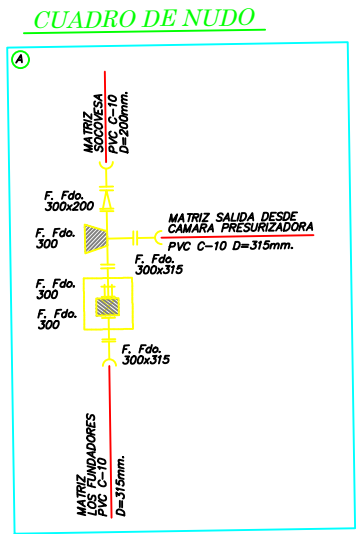 CUADRO DE NUDO
A
MATRIZ
SOCOVESA
PVC C-10
D=200mm.
F. Fdo.
300x200
F. Fdo.
300
MATRIZ SALIDA DESDE
CAMARA PRESURIZADORA
PVC C-10 D=315mm.
F. Fdo.
300x315
F. Fdo.
300
F. Fdo.
300
F. Fdo.
300x315
MATRIZ
LOS FUNDADORES
PVC C-10
D=315mm.